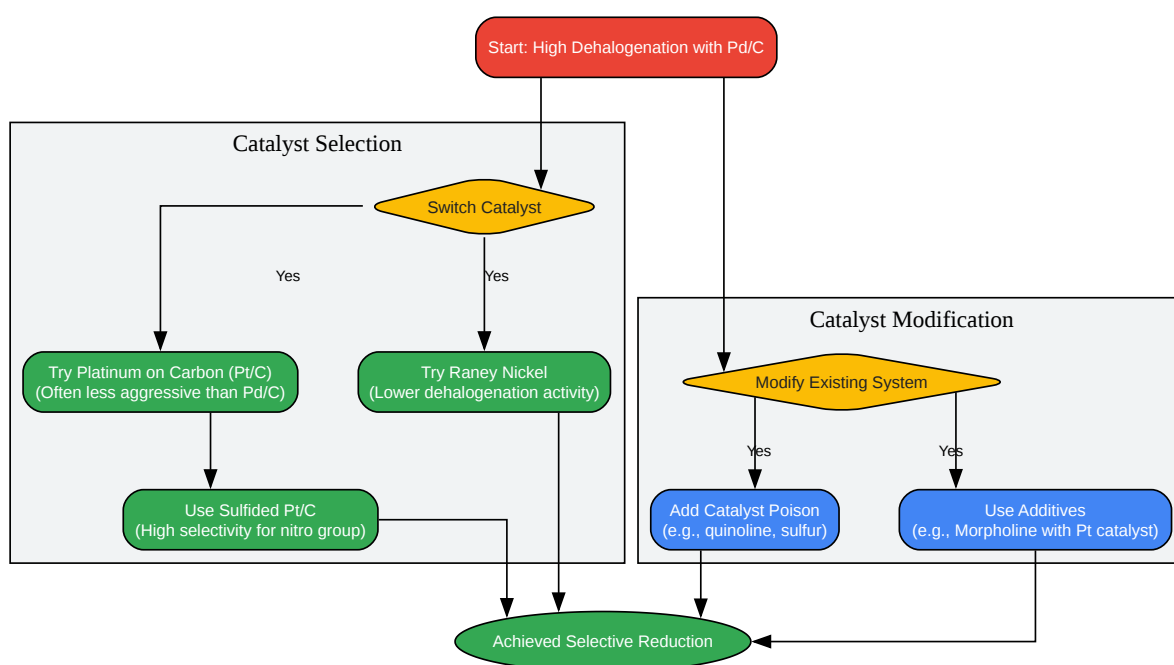 Start: High Dehalogenation with Pd/C
Catalyst Selection
Switch Catalyst
Yes
Yes
Try Platinum on Carbon (Pt/C)
(Often less aggressive than Pd/C)
Try Raney Nickel
(Lower dehalogenation activity)
Use Sulfided Pt/C
(High selectivity for nitro group)
Catalyst Modification
Modify Existing System
Yes
Yes
Add Catalyst Poison
(e.g., quinoline, sulfur)
Use Additives
(e.g., Morpholine with Pt catalyst)
Achieved Selective Reduction